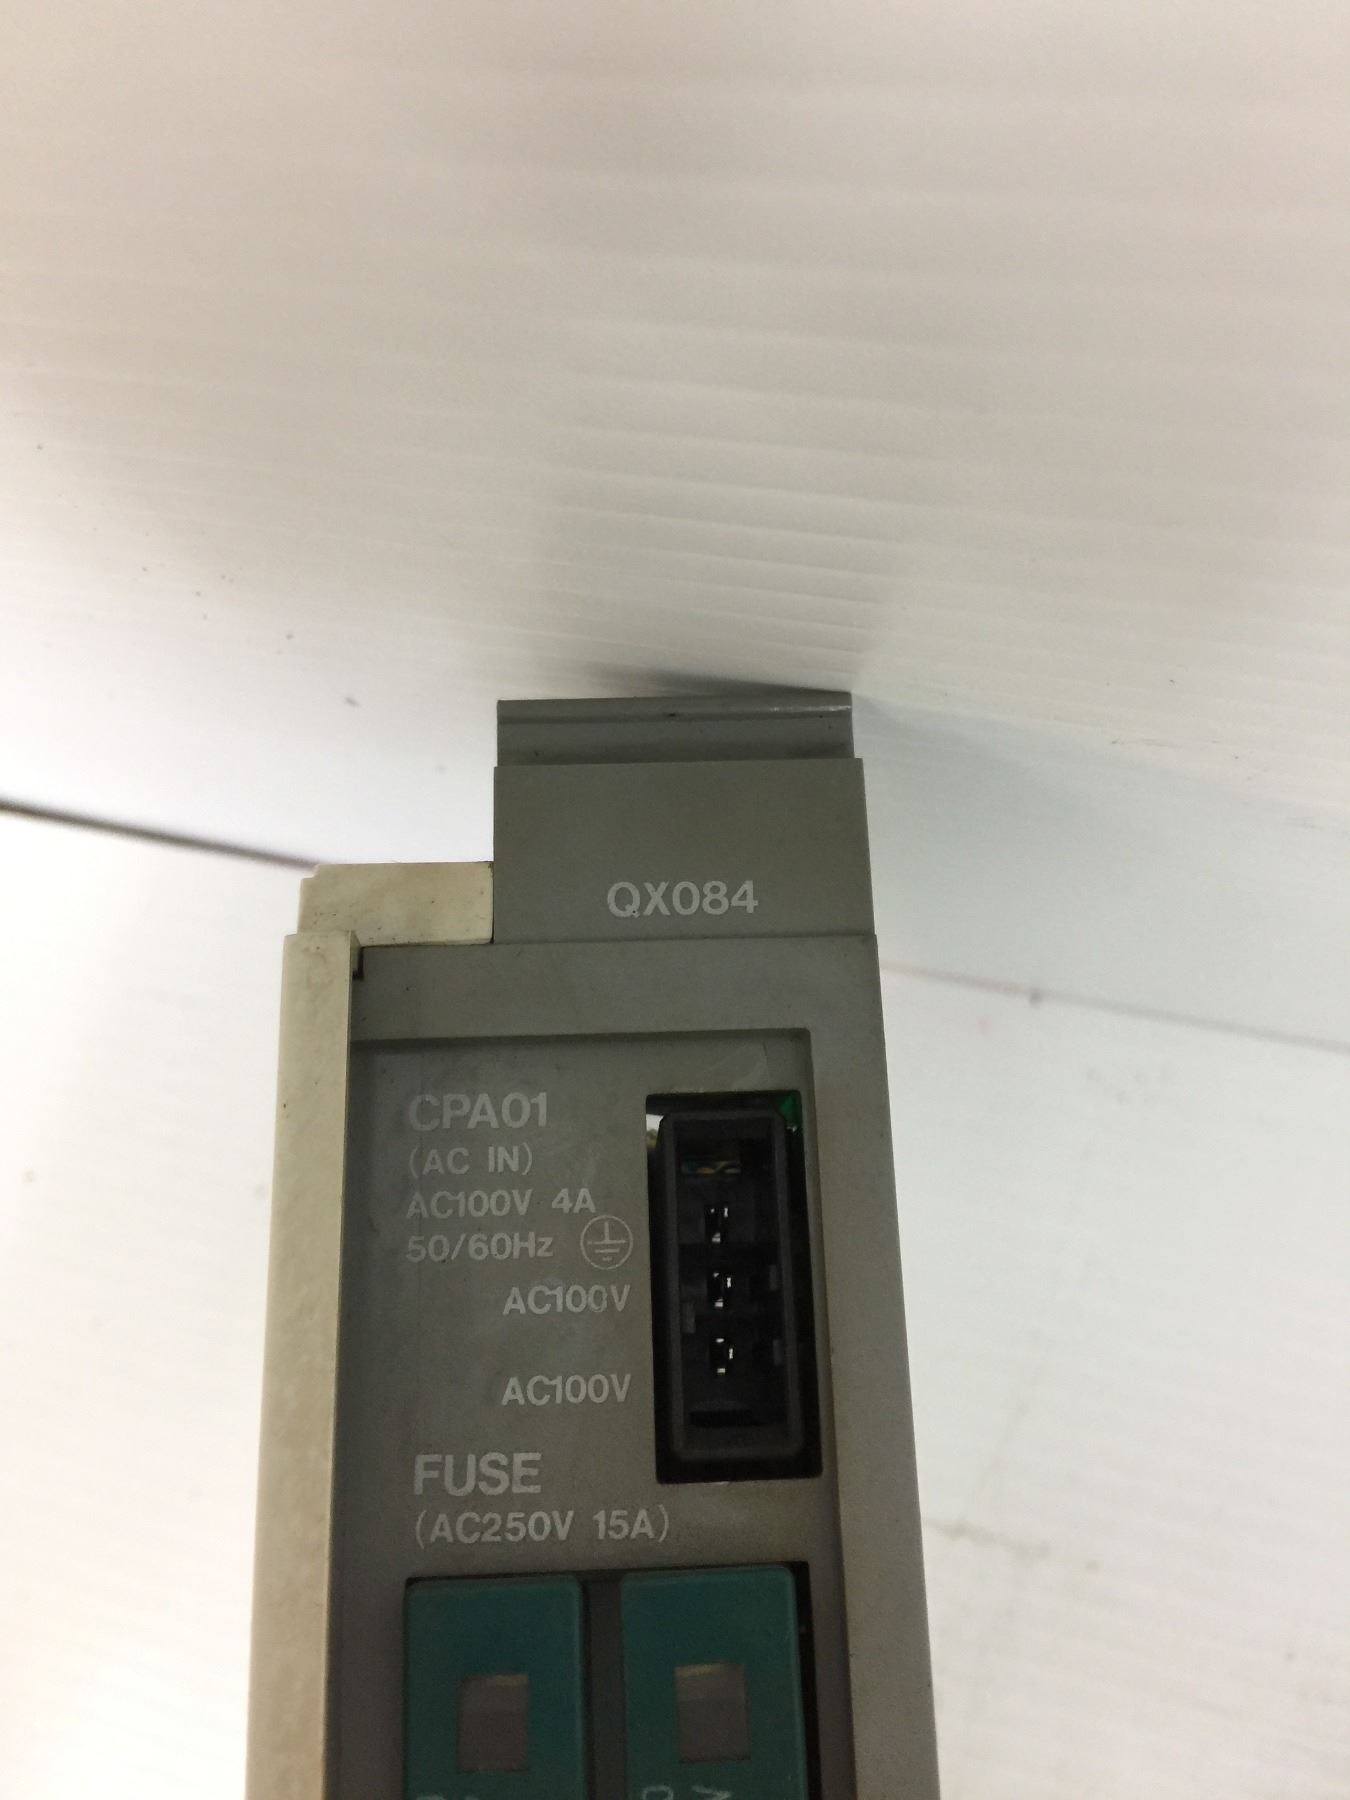 QX084
CPA01
(AC IN)
AC100V 4A
50/60Hz
AC100V
AC100V
FUSE
(AC250V 15A)